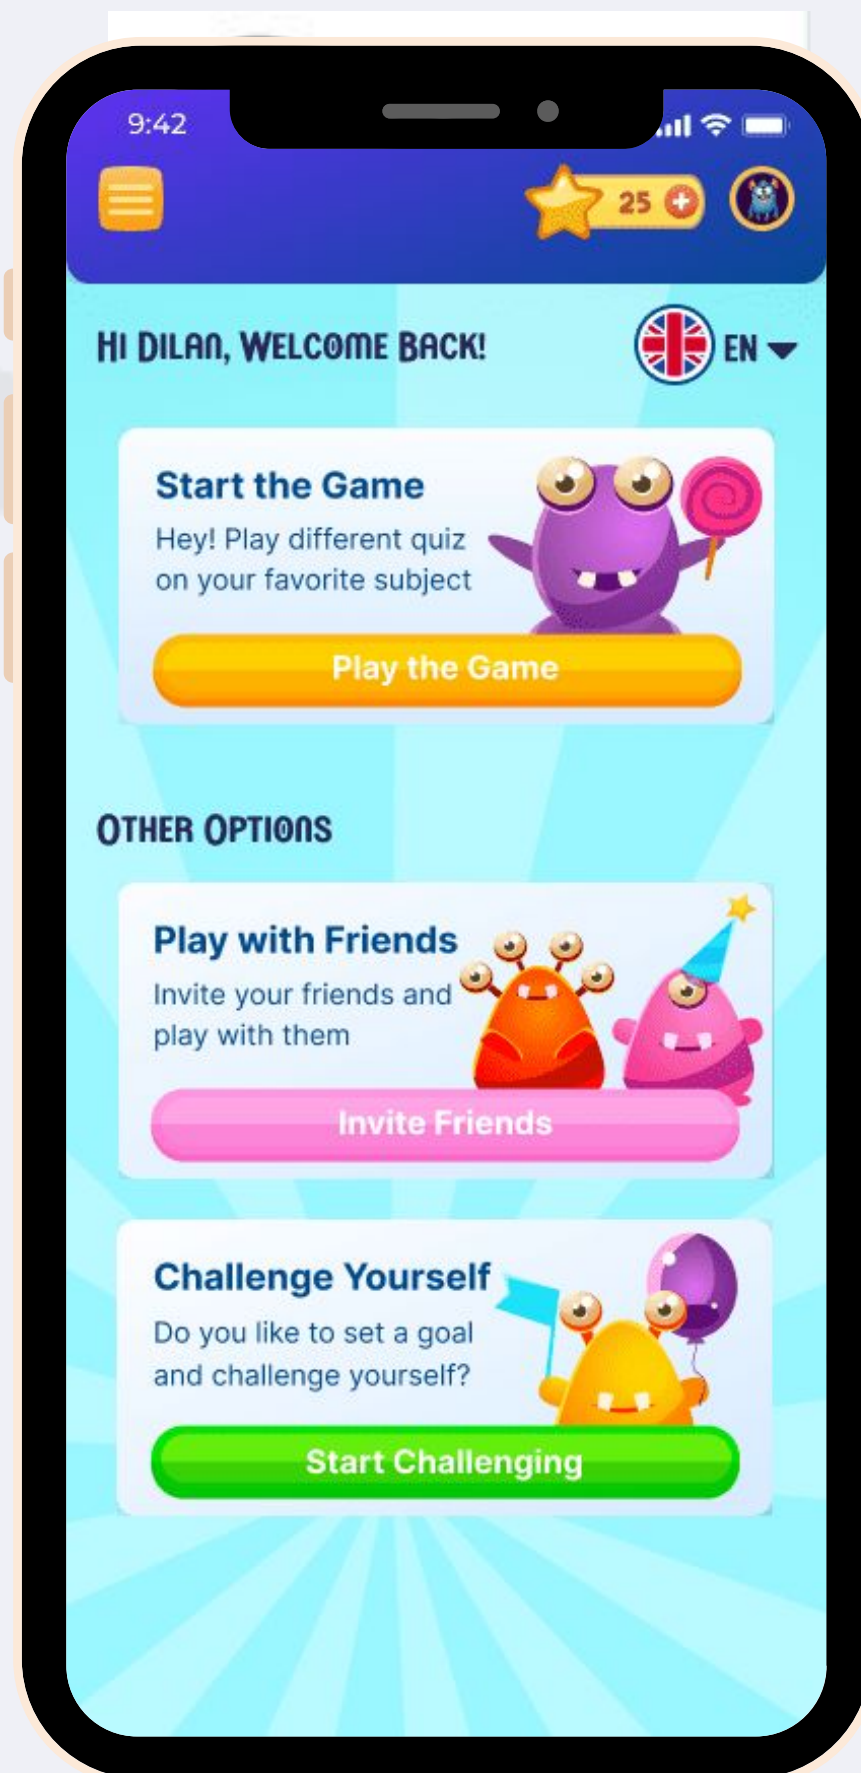 9:42
25
Hi Dilan, Welcome Back!
EN
Start the Game
Hey! Play different quiz
on your favorite subject
Play the Game
Other Options
Play with Friends
Invite your friends and
play with them
Invite Friends
Challenge Yourself
Do you like to set a goal
and challenge yourself?
Start Challenging